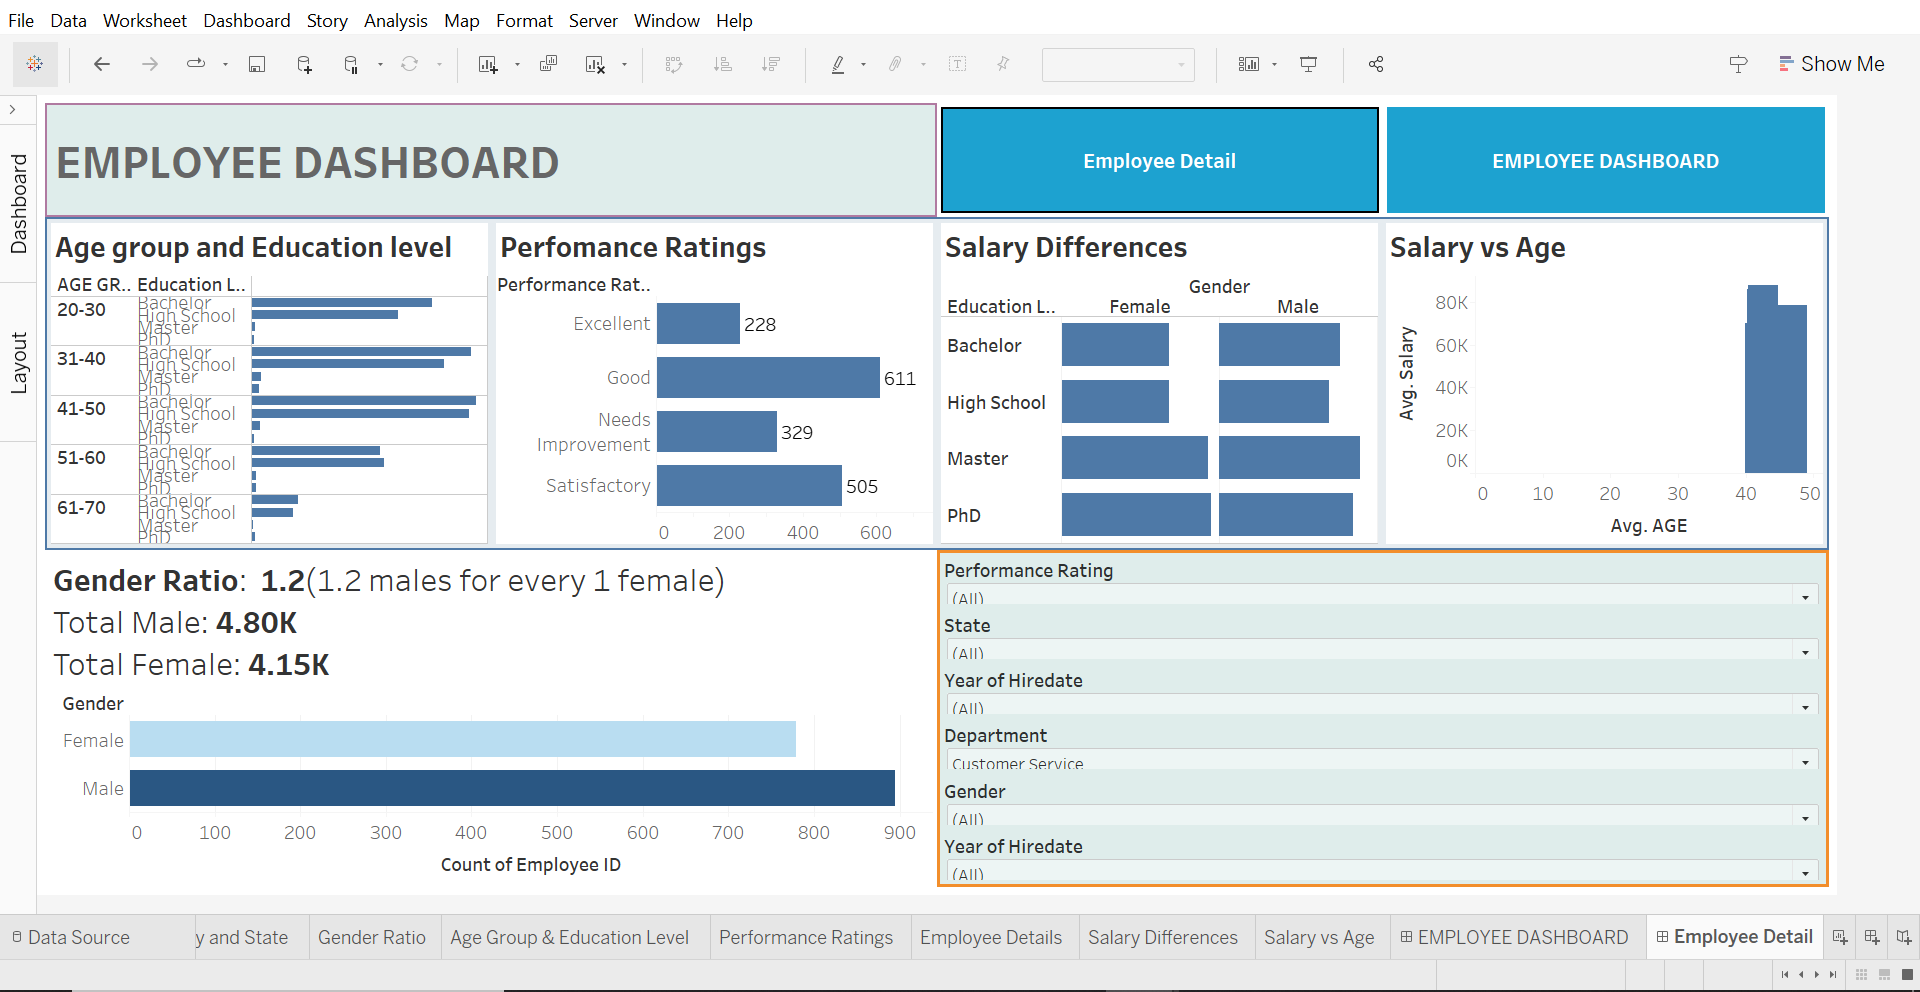 File Data Worksheet Dashboard Story Analysis Map Format Server Window Help
Show Me
Dashboard
Layout
EMPLOYEE DASHBOARD
Employee Detail
EMPLOYEE DASHBOARD
Age group and Education level
AGE GR.. Education L..
20-30
Bachelor
High School
Master
PhD
31-40
Bachelor
High School
Master
PhD
41-50
Bachelor
High School
Master
PhD
51-60
Bachelor
High School
Master
PhD
61-70
Bachelor
High School
Master
PhD
Perfomance Ratings
Performance Rat..
Excellent 228
Good 611
Needs
Improvement 329
Satisfactory 505
0 200 400 600
Salary Differences
Gender
Education L.. Female Male
Bachelor
High School
Master
PhD
Salary vs Age
Avg. Salary
80K
60K
40K
20K
0K
0 10 20 30 40 50
Avg. AGE
Gender Ratio: 1.2(1.2 males for every 1 female)
Total Male: 4.80K
Total Female: 4.15K
Gender
Female
Male
0 100 200 300 400 500 600 700 800 900
Count of Employee ID
Performance Rating
(All)
State
(All)
Year of Hiredate
(All)
Department
Customer Service
Gender
(All)
Year of Hiredate
(All)
Data Source y and State Gender Ratio Age Group & Education Level Performance Ratings Employee Details Salary Differences Salary vs Age EMPLOYEE DASHBOARD Employee Detail